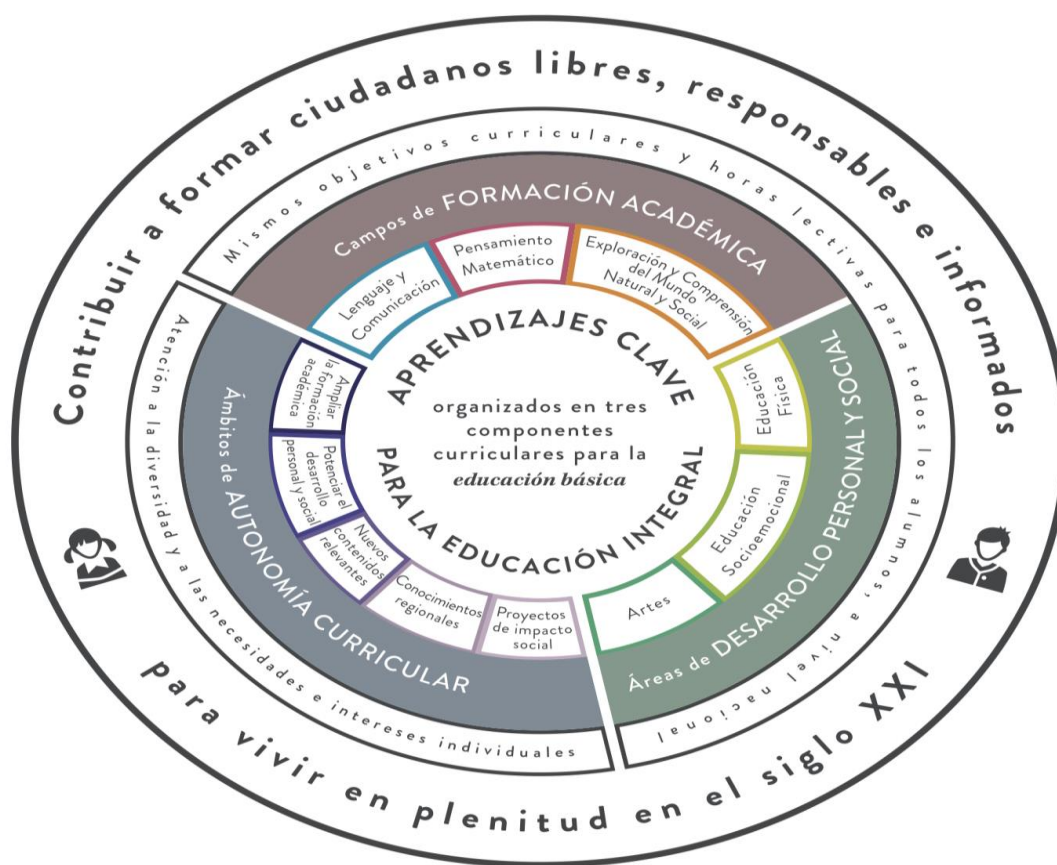 Contribuir a formar ciudadanos libres, responsables e informados
para vivir en plenitud en el siglo XXI
Mismos objetivos curriculares y horas lectivas para todos los alumnos, a nivel nacional
Atención a la diversidad y a las necesidades e intereses individuales
Campos de FORMACIÓN ACADÉMICA
Lenguaje y
Comunicación
Pensamiento
Matemático
Exploración y Comprensión
del Mundo
Natural y Social
Áreas de DESARROLLO PERSONAL Y SOCIAL
Educación
Física
Educación
Socioemocional
Artes
Ámbitos de AUTONOMÍA CURRICULAR
Ampliar
la formación
académica
Potenciar el
desarrollo
personal y social
Nuevos
contenidos
relevantes
Conocimientos
regionales
Proyectos
de impacto
social
APRENDIZAJES CLAVE
organizados en tres
componentes
curriculares para la
educación básica
PARA LA EDUCACIÓN INTEGRAL